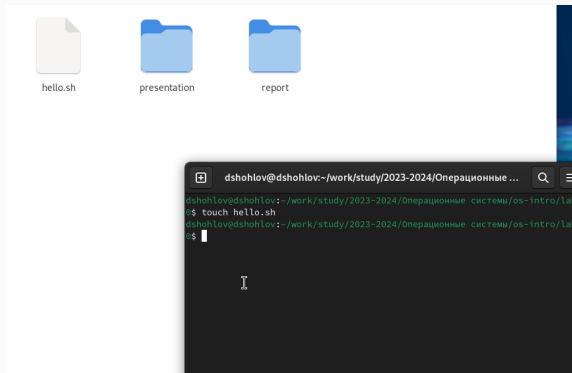 hello.sh
presentation
report
dshohlov@dshohlov:~/work/study/2023-2024/Операционные ...
dshohlov@dshohlov:~/work/study/2023-2024/Операционные системы/os-intro/la
0$ touch hello.sh
dshohlov@dshohlov:~/work/study/2023-2024/Операционные системы/os-intro/la
0$